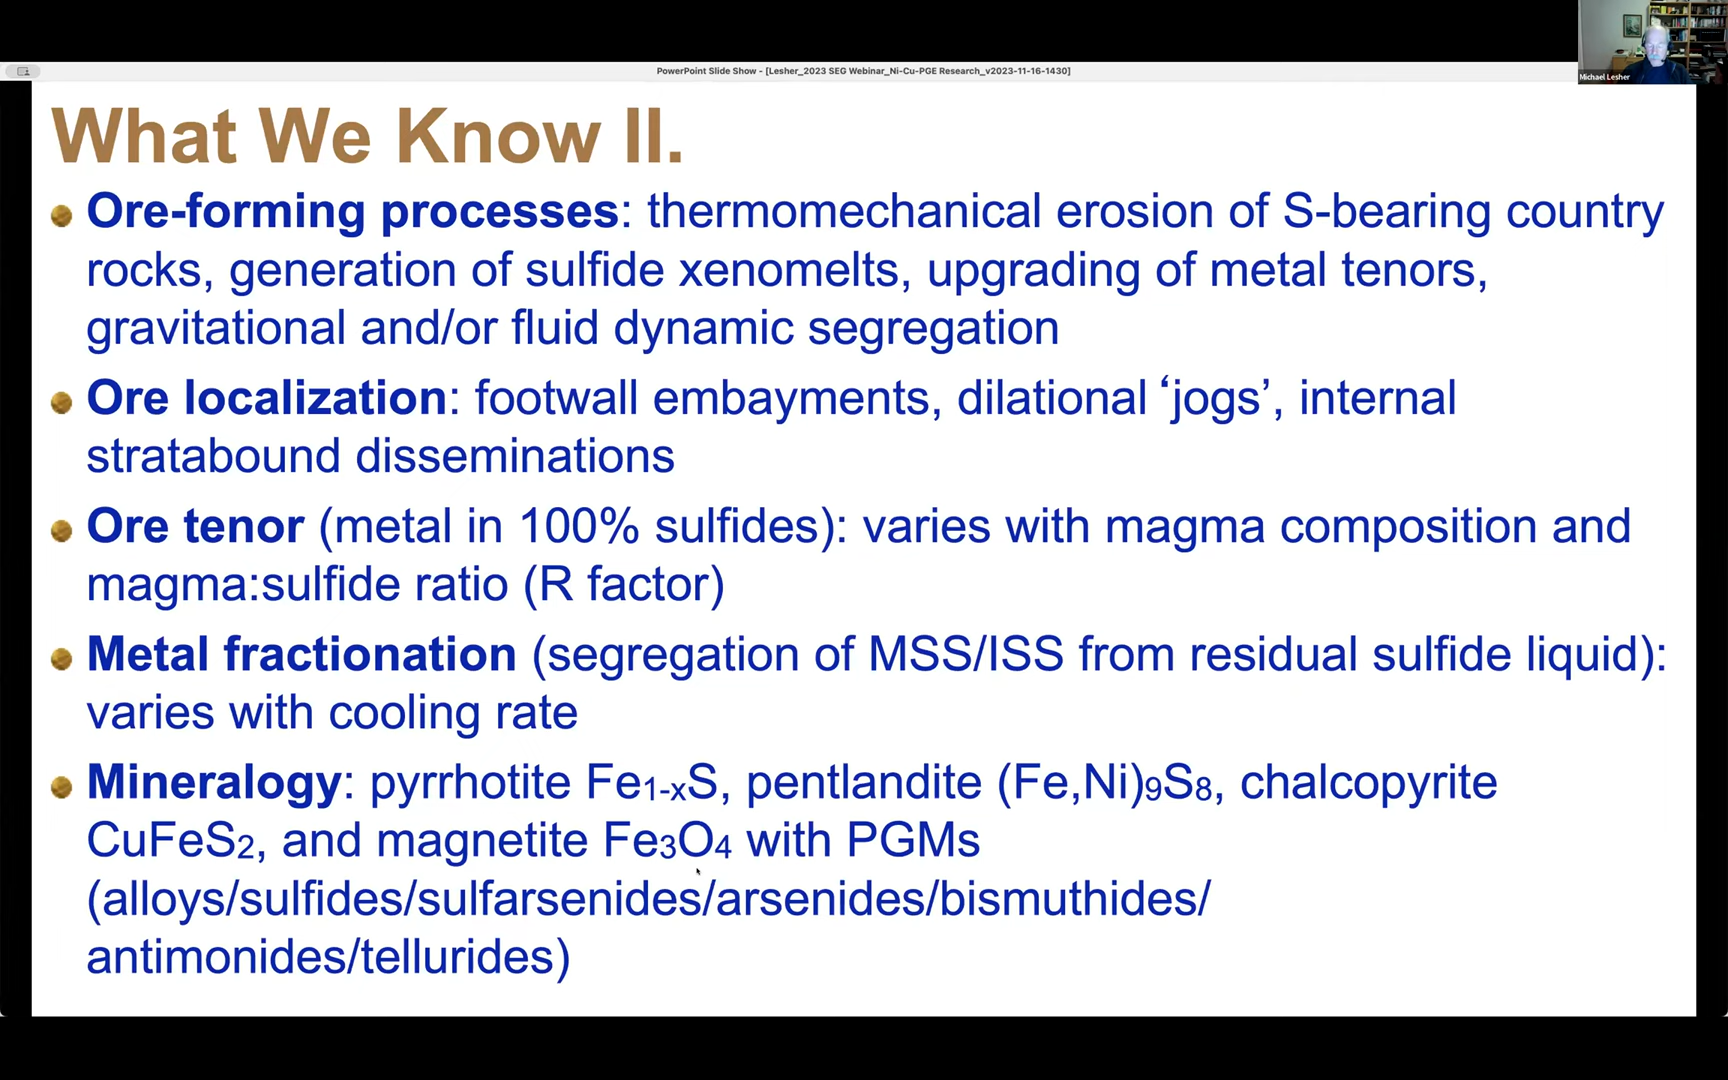 PowerPoint Slide Show - [Lesher_2023 SEG Webinar_Ni-Cu-PGE Research_v2023-11-16-1430]
Michael Lesher
What We Know II.
Ore-forming processes: thermomechanical erosion of S-bearing country
rocks, generation of sulfide xenomelts, upgrading of metal tenors,
gravitational and/or fluid dynamic segregation
Ore localization: footwall embayments, dilational ‘jogs’, internal
stratabound disseminations
Ore tenor (metal in 100% sulfides): varies with magma composition and
magma:sulfide ratio (R factor)
Metal fractionation (segregation of MSS/ISS from residual sulfide liquid):
varies with cooling rate
Mineralogy: pyrrhotite Fe₁₋ₓS, pentlandite (Fe,Ni)₉S₈, chalcopyrite
CuFeS₂, and magnetite Fe₃O₄ with PGMs
(alloys/sulfides/sulfarsenides/arsenides/bismuthides/
antimonides/tellurides)